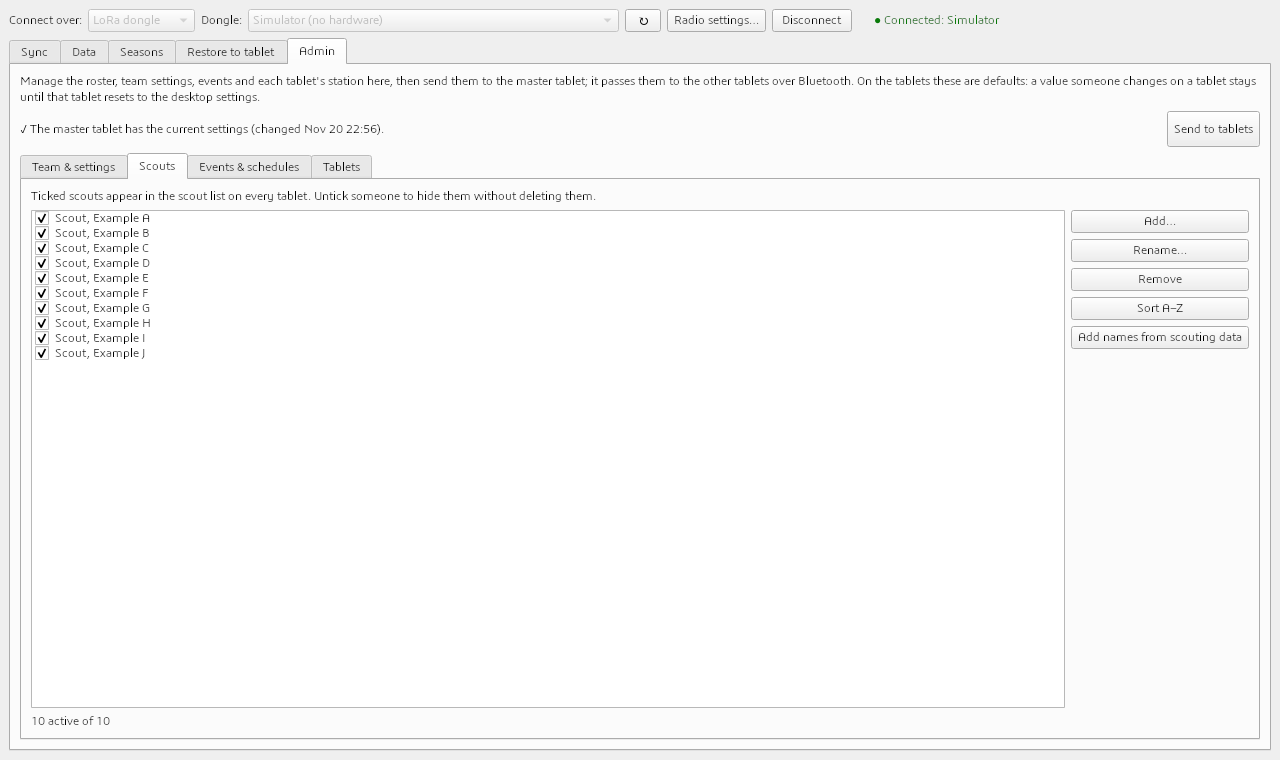 Connect over: LoRa dongle Dongle: Simulator (no hardware) ↻ Radio settings... Disconnect ● Connected: Simulator
Sync Data Seasons Restore to tablet Admin
Manage the roster, team settings, events and each tablet's station here, then send them to the master tablet; it passes them to the other tablets over Bluetooth. On the tablets these are defaults: a value someone changes on a tablet stays
until that tablet resets to the desktop settings.
✓ The master tablet has the current settings (changed Nov 20 22:56). Send to tablets
Team & settings Scouts Events & schedules Tablets
Ticked scouts appear in the scout list on every tablet. Untick someone to hide them without deleting them.
Scout, Example A
Scout, Example B
Scout, Example C
Scout, Example D
Scout, Example E
Scout, Example F
Scout, Example G
Scout, Example H
Scout, Example I
Scout, Example J
Add...
Rename...
Remove
Sort A–Z
Add names from scouting data
10 active of 10